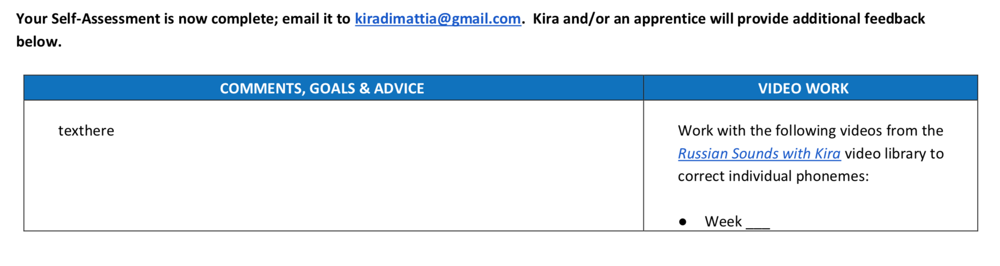 Your Self-Assessment is now complete; email it to kiradimattia@gmail.com. Kira and/or an apprentice will provide additional feedback
below.
COMMENTS, GOALS & ADVICE
VIDEO WORK
texthere
Work with the following videos from the
Russian Sounds with Kira video library to
correct individual phonemes:
● Week ___